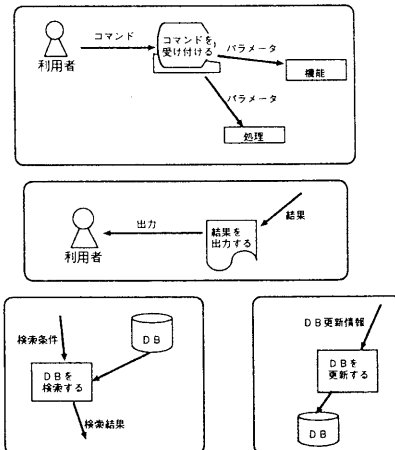 コマンド
コマンドを
受け付ける
パラメータ
利用者
機能
パラメータ
処理
出力
結果を
出力する
結果
利用者
検索条件
ＤＢ
ＤＢを
検索する
検索結果
ＤＢ更新情報
ＤＢを
更新する
ＤＢ